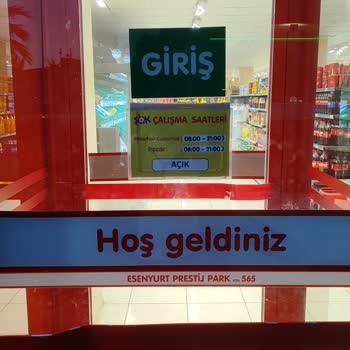 GİRİŞ
ŞOK ÇALIŞMA SAATLERİ
(08:00 - 21:00)
Pazar (08:00 - 21:00)
AÇIK
Hoş geldiniz
ESENYURT PRESTİJ PARK 565